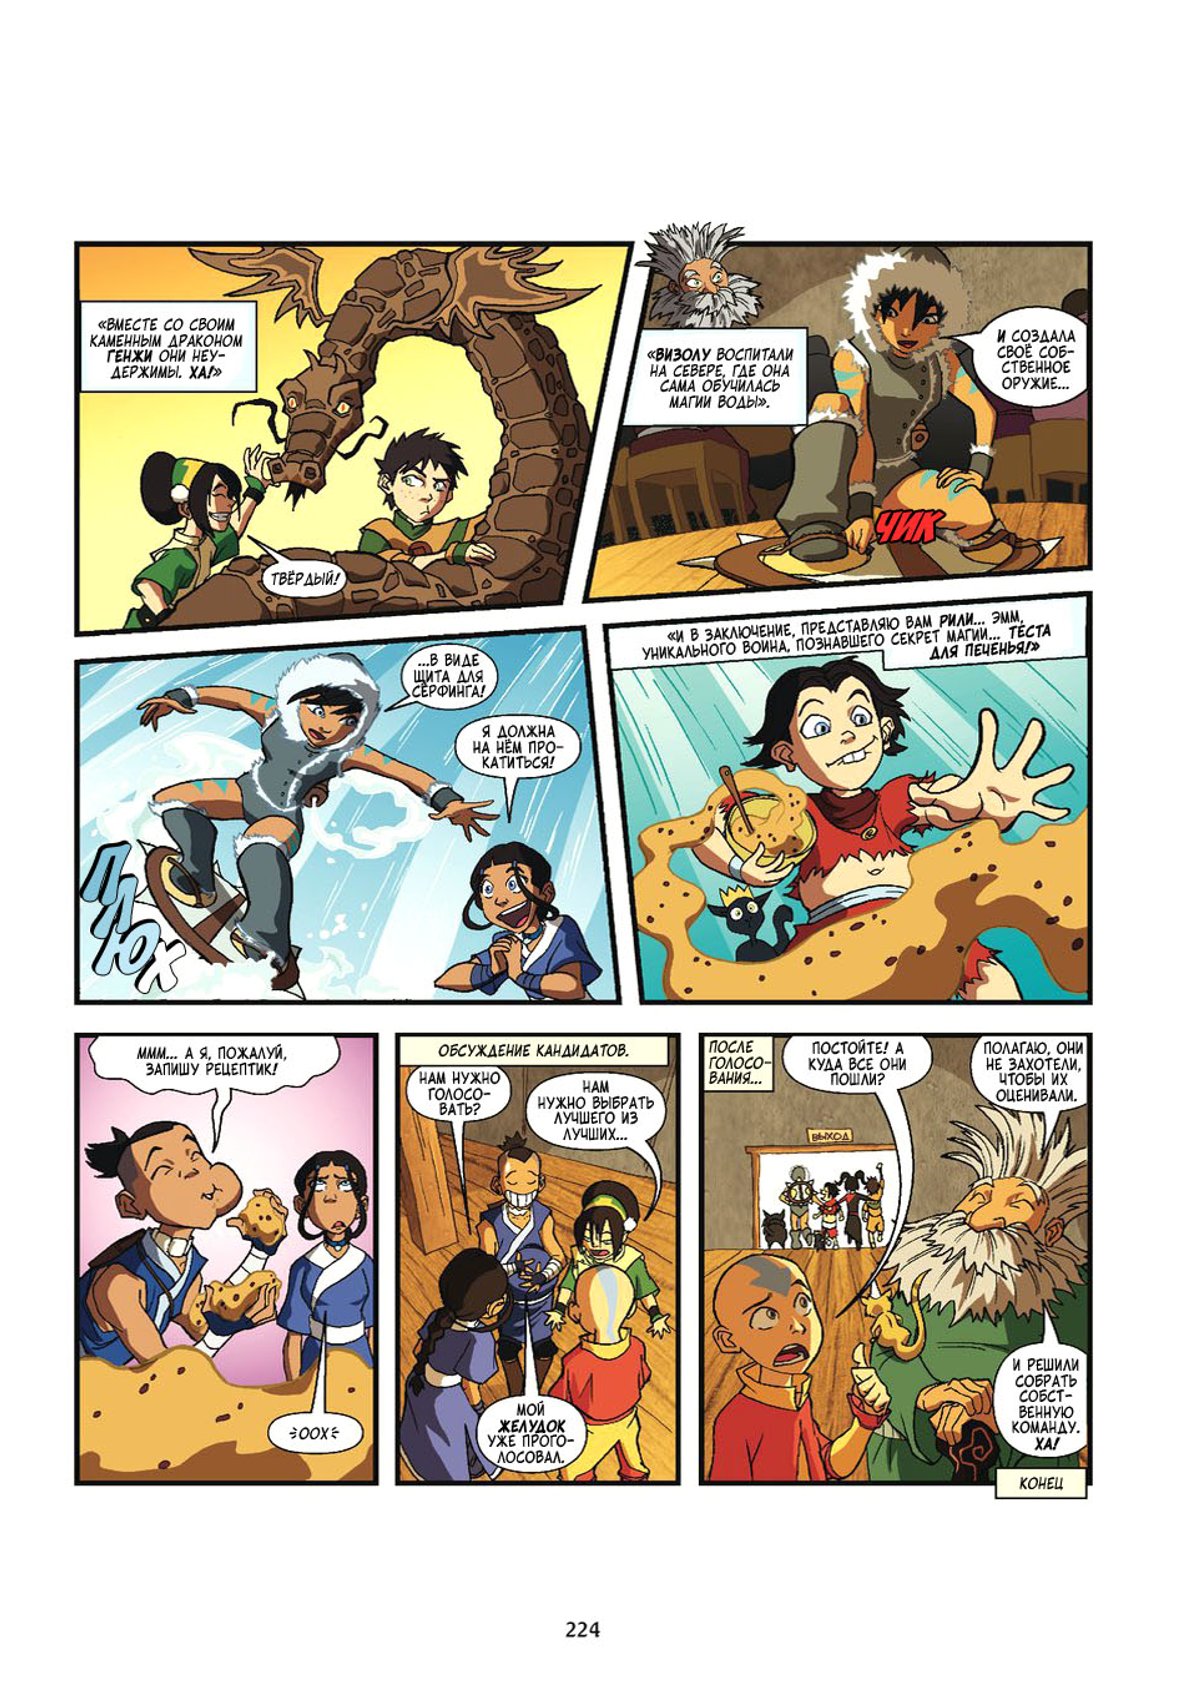 «ВМЕСТЕ СО СВОИМ
КАМЕННЫМ ДРАКОНОМ
ГЕНЖИ ОНИ НЕУ-
ДЕРЖИМЫ. ХА!»
ТВЁРДЫЙ!
«ВИЗОЛУ ВОСПИТАЛИ
НА СЕВЕРЕ, ГДЕ ОНА
САМА ОБУЧИЛАСЬ
МАГИИ ВОДЫ».
И СОЗДАЛА
СВОЁ СОБ-
СТВЕННОЕ
ОРУЖИЕ...
ЧИК
...В ВИДЕ
ЩИТА ДЛЯ
СЁРФИНГА!
Я ДОЛЖНА
НА НЁМ ПРО-
КАТИТЬСЯ!
ПЛЮХ
«И В ЗАКЛЮЧЕНИЕ, ПРЕДСТАВЛЯЮ ВАМ РИЛИ... ЭММ,
УНИКАЛЬНОГО ВОИНА, ПОЗНАВШЕГО СЕКРЕТ МАГИИ... ТЕСТА
ДЛЯ ПЕЧЕНЬЯ!»
МММ... А Я, ПОЖАЛУЙ,
ЗАПИШУ РЕЦЕПТИК!
ООХ
ОБСУЖДЕНИЕ КАНДИДАТОВ.
НАМ НУЖНО
ГОЛОСО-
ВАТЬ?
НАМ
НУЖНО ВЫБРАТЬ
ЛУЧШЕГО ИЗ
ЛУЧШИХ...
МОЙ
ЖЕЛУДОК
УЖЕ ПРОГО-
ЛОСОВАЛ.
ПОСЛЕ
ГОЛОСО-
ВАНИЯ...
ПОСТОЙТЕ! А
КУДА ВСЕ ОНИ
ПОШЛИ?
ВЫХОД
ПОЛАГАЮ, ОНИ
НЕ ЗАХОТЕЛИ,
ЧТОБЫ ИХ
ОЦЕНИВАЛИ.
И РЕШИЛИ
СОБРАТЬ
СОБСТ-
ВЕННУЮ
КОМАНДУ.
ХА!
КОНЕЦ
224